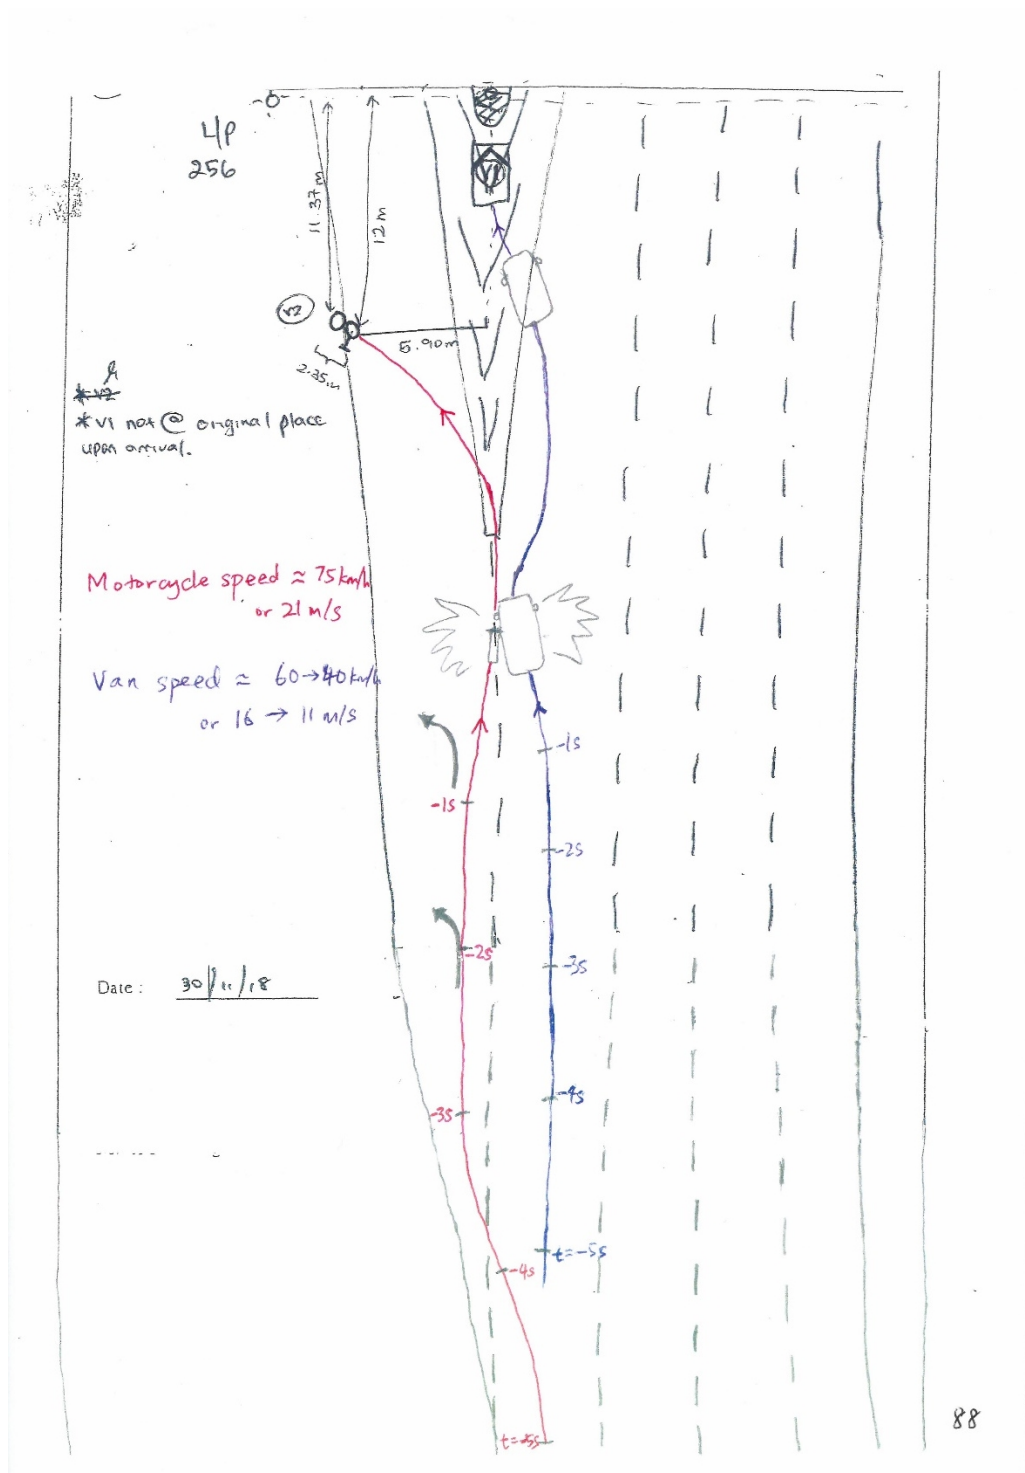 L/P
256
11.37m
12m
V1
V2
5.90m
2.35m
*V1 not @ original place
upon arrival.
Motorcycle speed ≈ 75km/h
or 21 m/s
Van speed ≈ 60→40km/h
or 16 → 11 m/s
-1s
-1s
-2s
-2s
-3s
Date : 30/11/18
-4s
-3s
t=-5s
-4s
t=-5s
88